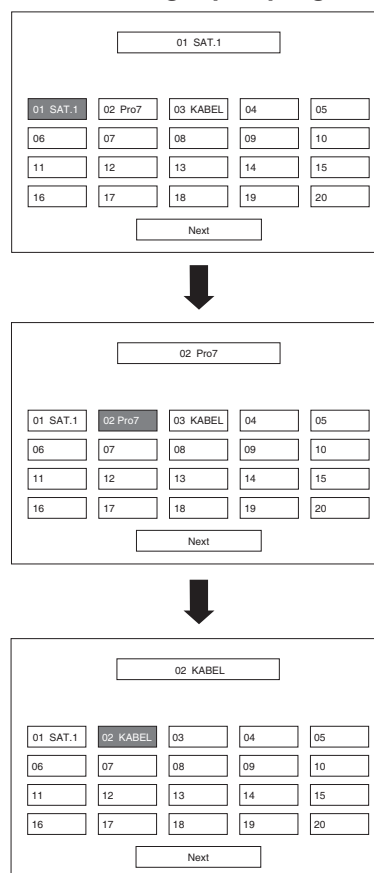 01 SAT.1
01 SAT.1 02 Pro7 03 KABEL 04 05
06 07 08 09 10
11 12 13 14 15
16 17 18 19 20
Next
02 Pro7
01 SAT.1 02 Pro7 03 KABEL 04 05
06 07 08 09 10
11 12 13 14 15
16 17 18 19 20
Next
02 KABEL
01 SAT.1 02 KABEL 03 04 05
06 07 08 09 10
11 12 13 14 15
16 17 18 19 20
Next